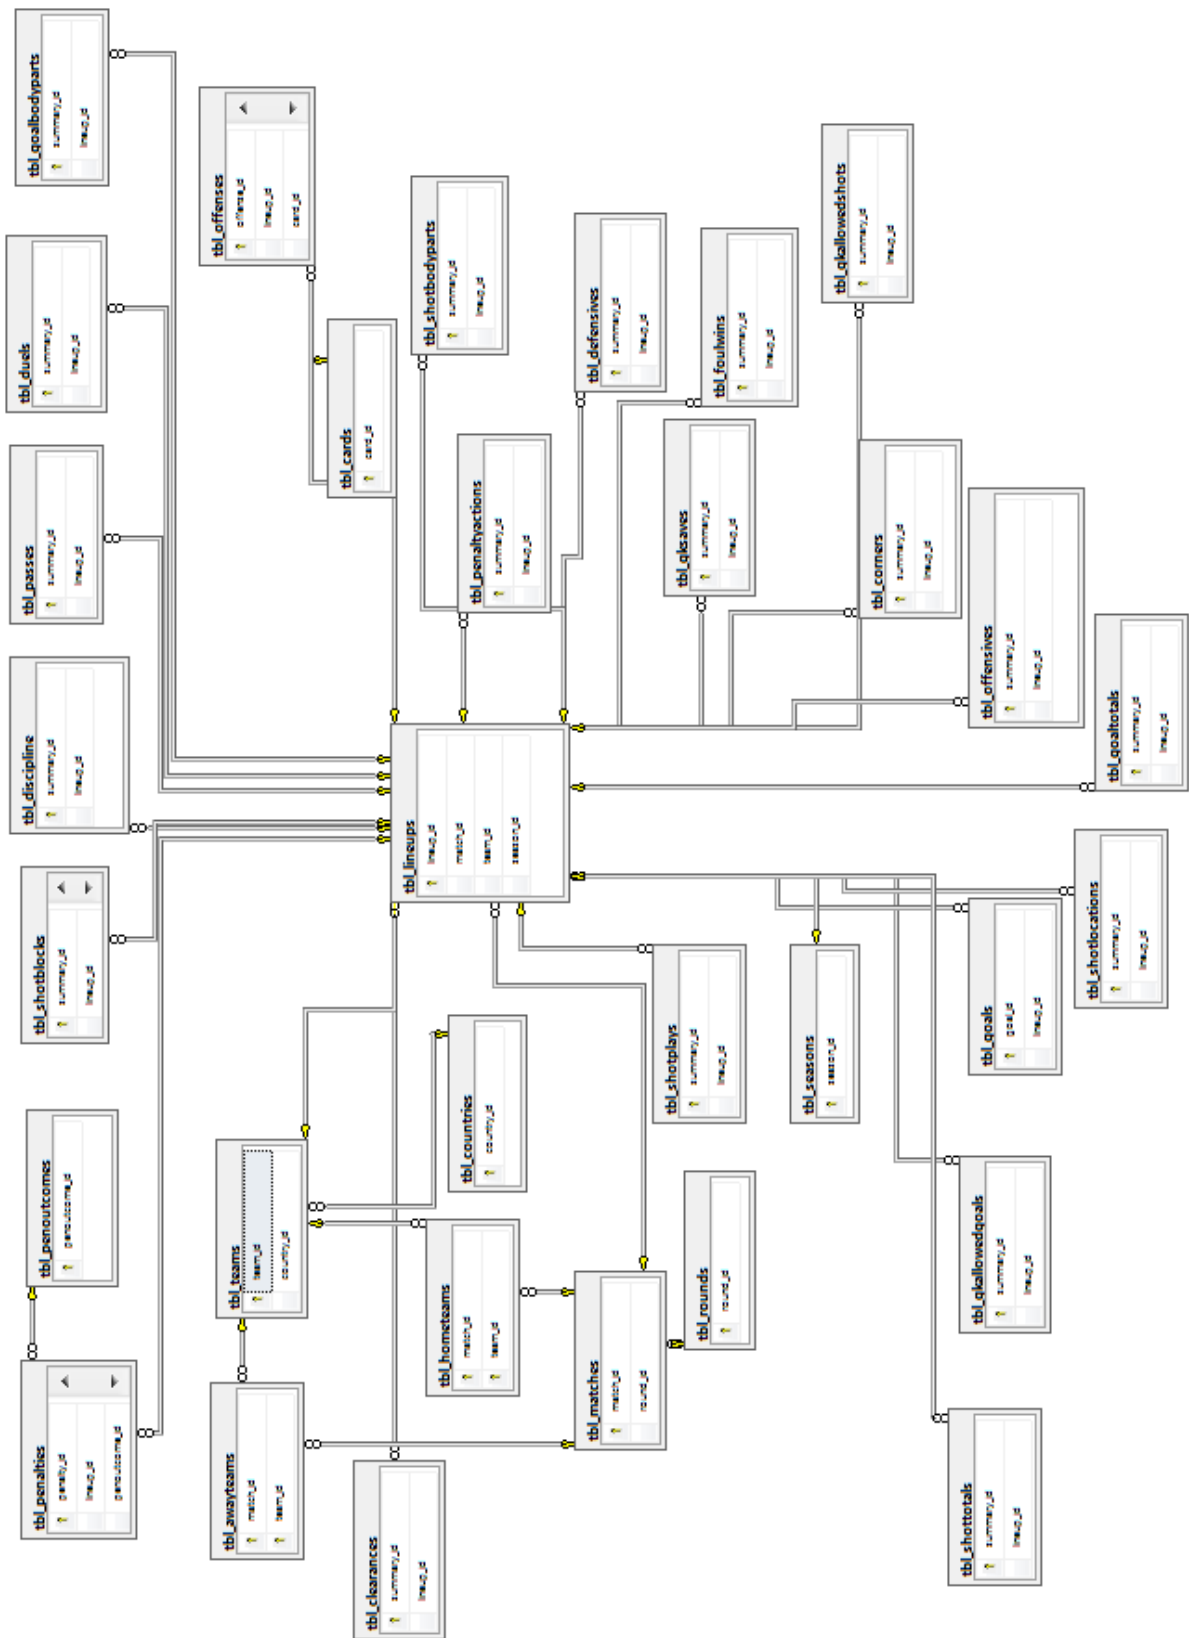 tbl_penalties
penalty_id
lineup_id
penoutcome_id
tbl_penoutcomes
penoutcome_id
tbl_shotblocks
summary_id
lineup_id
tbl_discipline
summary_id
lineup_id
tbl_passes
summary_id
lineup_id
tbl_duels
summary_id
lineup_id
tbl_goalbodyparts
summary_id
lineup_id
tbl_awayteams
match_id
team_id
tbl_teams
team_id
country_id
tbl_offenses
offense_id
lineup_id
card_id
tbl_cards
card_id
tbl_clearances
summary_id
lineup_id
tbl_hometeams
match_id
team_id
tbl_countries
country_id
tbl_lineups
lineup_id
match_id
team_id
season_id
tbl_penaltyactions
summary_id
lineup_id
tbl_shotbodyparts
summary_id
lineup_id
tbl_matches
match_id
round_id
tbl_rounds
round_id
tbl_shotplays
summary_id
lineup_id
tbl_defensives
summary_id
lineup_id
tbl_gksaves
summary_id
lineup_id
tbl_foulwins
summary_id
lineup_id
tbl_seasons
season_id
tbl_corners
summary_id
lineup_id
tbl_gkallowedshots
summary_id
lineup_id
tbl_shottotals
summary_id
lineup_id
tbl_gkallowedgoals
summary_id
lineup_id
tbl_goals
goal_id
lineup_id
tbl_offensives
summary_id
lineup_id
tbl_shotlocations
summary_id
lineup_id
tbl_goaltotals
summary_id
lineup_id